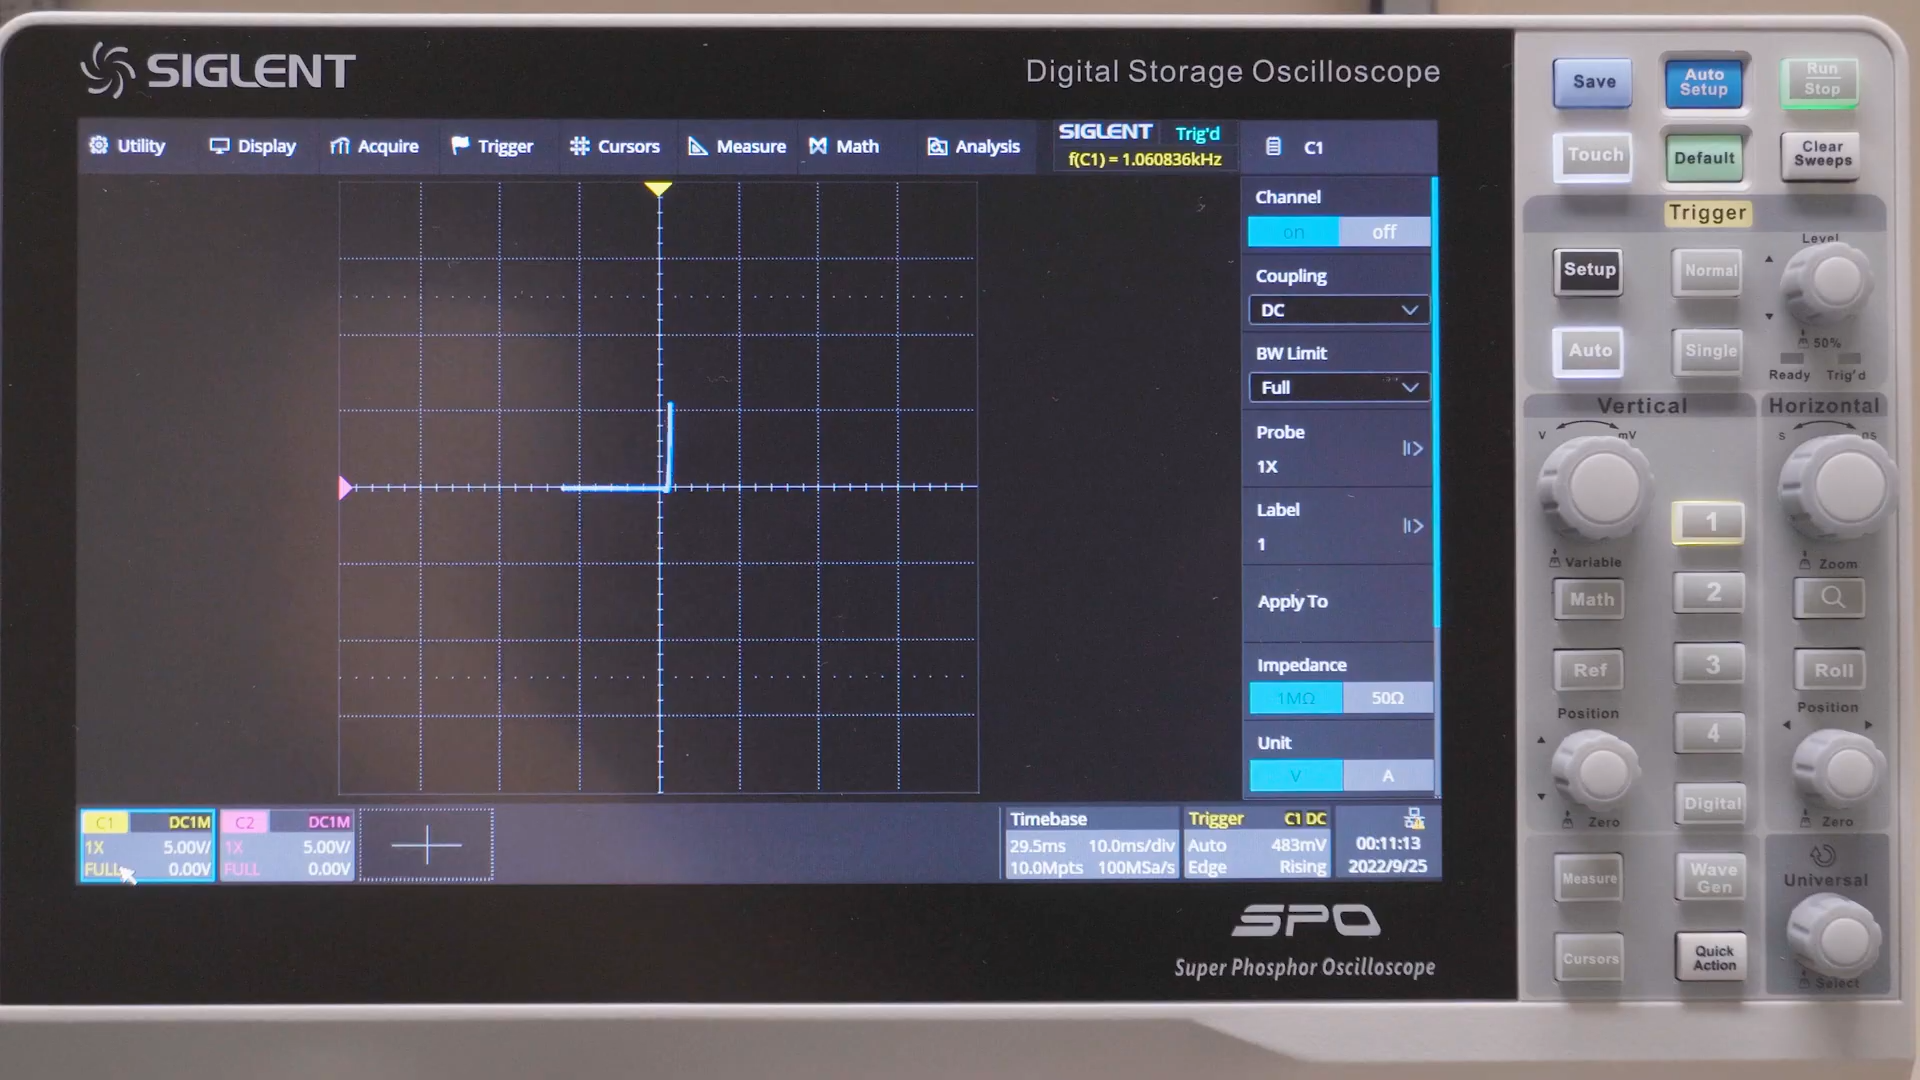 SIGLENT
Digital Storage Oscilloscope
Utility Display Acquire Trigger Cursors Measure Math Analysis
SIGLENT Trig'd
f(C1) = 1.060836kHz
C1
Channel
on off
Coupling
DC
BW Limit
Full
Probe
1X
Label
1
Apply To
Impedance
1MΩ 50Ω
Unit
V A
C1 DC1M
1X 5.00V/
FULL 0.00V
C2 DC1M
1X 5.00V/
FULL 0.00V
Timebase
29.5ms 10.0ms/div
10.0Mpts 100MSa/s
Trigger C1 DC
Auto 483mV
Edge Rising
00:11:13
2022/9/25
SPO
Super Phosphor Oscilloscope
Save
Auto
Setup
Run
Stop
Touch
Default
Clear
Sweeps
Trigger
Setup
Normal
Level
Auto
Single
50%
Ready Trig'd
Vertical
Horizontal
V mV
s ns
1
Variable
Zoom
Math
2
Ref
3
Roll
Position
Position
4
Digital
Zero
Zero
Measure
Wave
Gen
Universal
Cursors
Quick
Action
Select